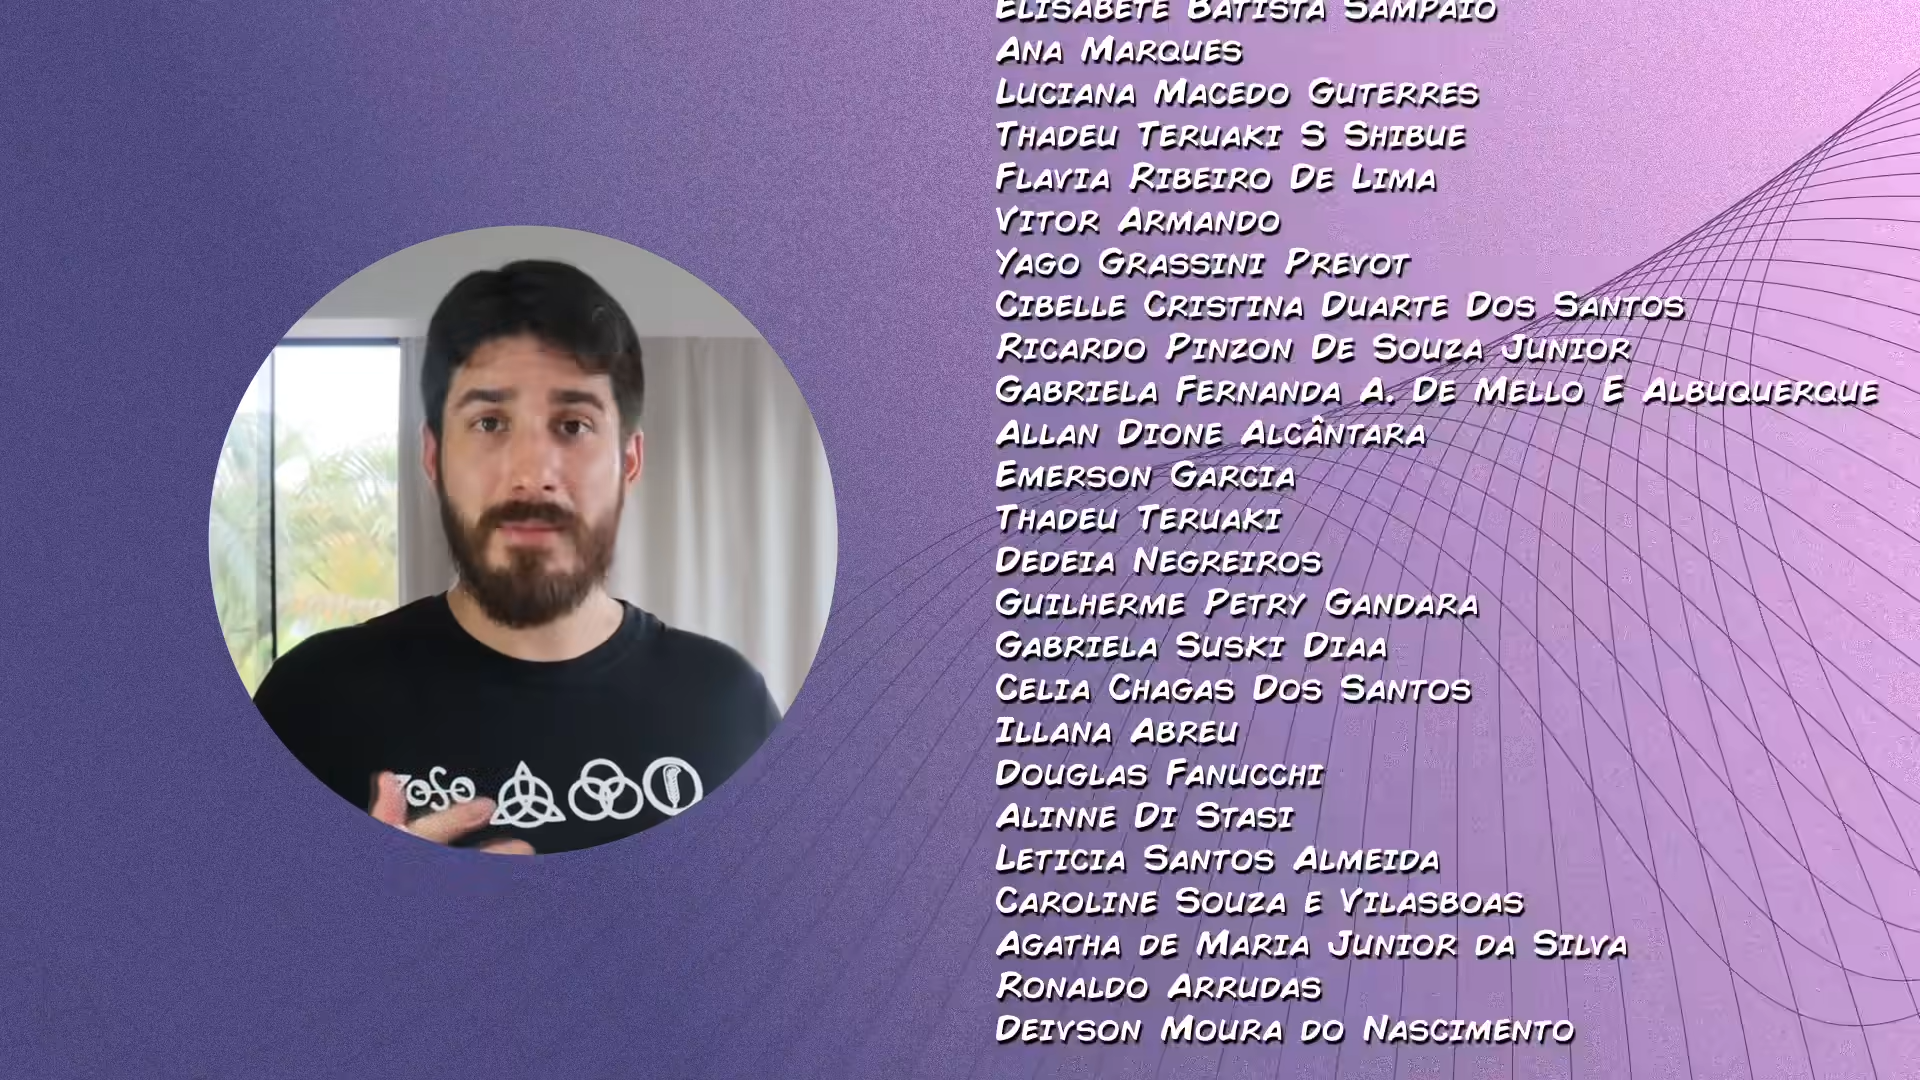 Elisabete Batista Sampaio
Ana Marques
Luciana Macedo Guterres
Thadeu Teruaki S Shibue
Flavia Ribeiro De Lima
Vitor Armando
Yago Grassini Prevot
Cibelle Cristina Duarte Dos Santos
Ricardo Pinzon De Souza Junior
Gabriela Fernanda A. De Mello E Albuquerque
Allan Dione Alcântara
Emerson Garcia
Thadeu Teruaki
Dedeia Negreiros
Guilherme Petry Gandara
Gabriela Suski Diaa
Celia Chagas Dos Santos
Illana Abreu
Douglas Fanucchi
Alinne Di Stasi
Leticia Santos Almeida
Caroline Souza e Vilasboas
Agatha de Maria Junior da Silva
Ronaldo Arrudas
Deivson Moura do Nascimento